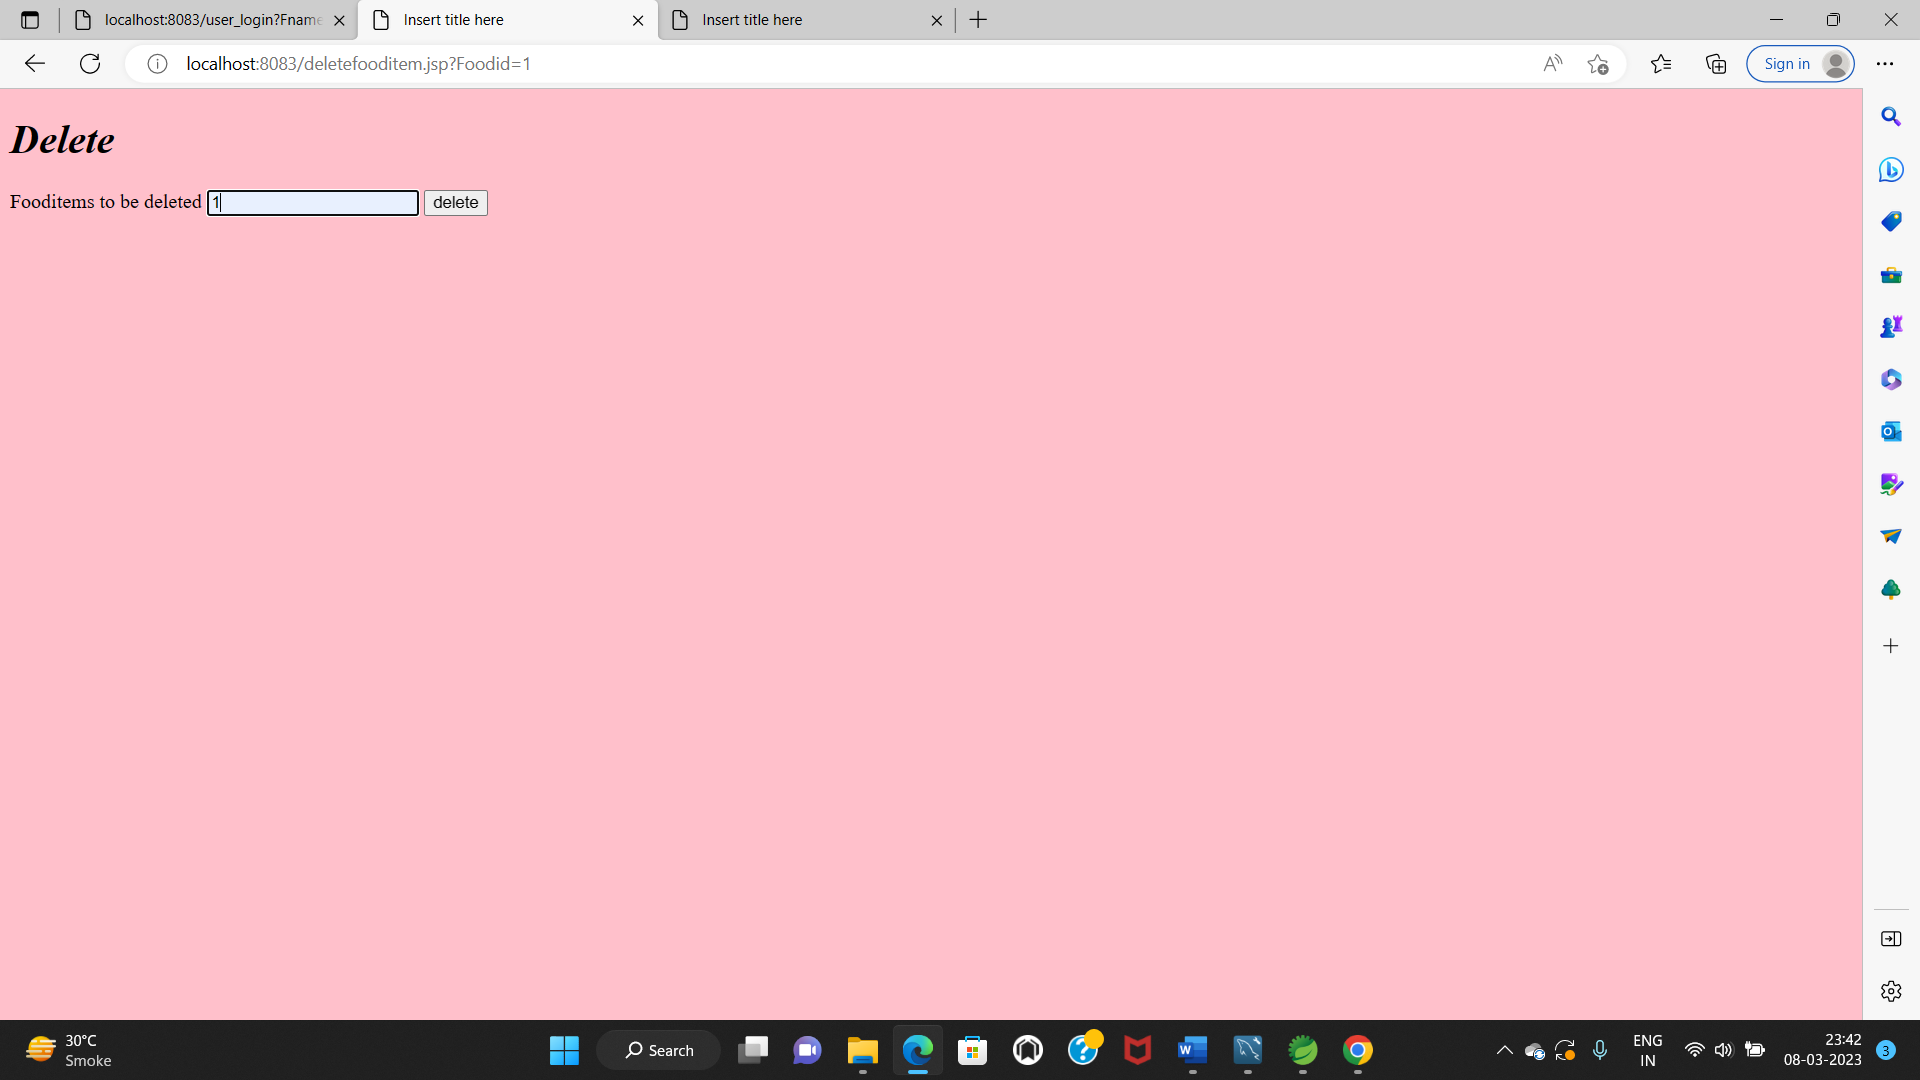 localhost:8083/user_login?Fname
Insert title here
Insert title here
localhost:8083/deletefooditem.jsp?Foodid=1
Sign in
Delete
Fooditems to be deleted 1 delete
30°C
Smoke
Search
ENG
IN
23:42
08-03-2023
3